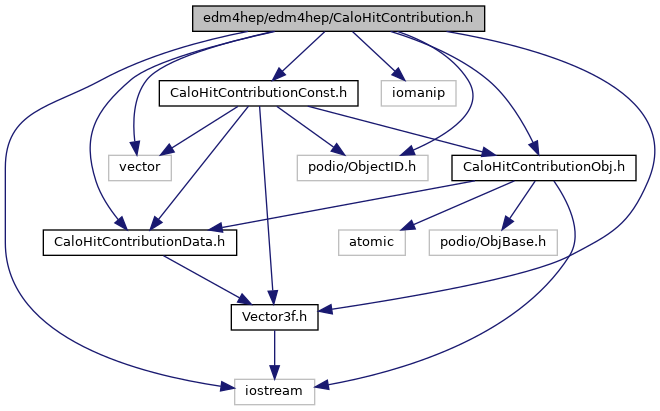 edm4hep/edm4hep/CaloHitContribution.h
CaloHitContributionConst.h
iomanip
vector
podio/ObjectID.h
CaloHitContributionObj.h
CaloHitContributionData.h
atomic
podio/ObjBase.h
Vector3f.h
iostream